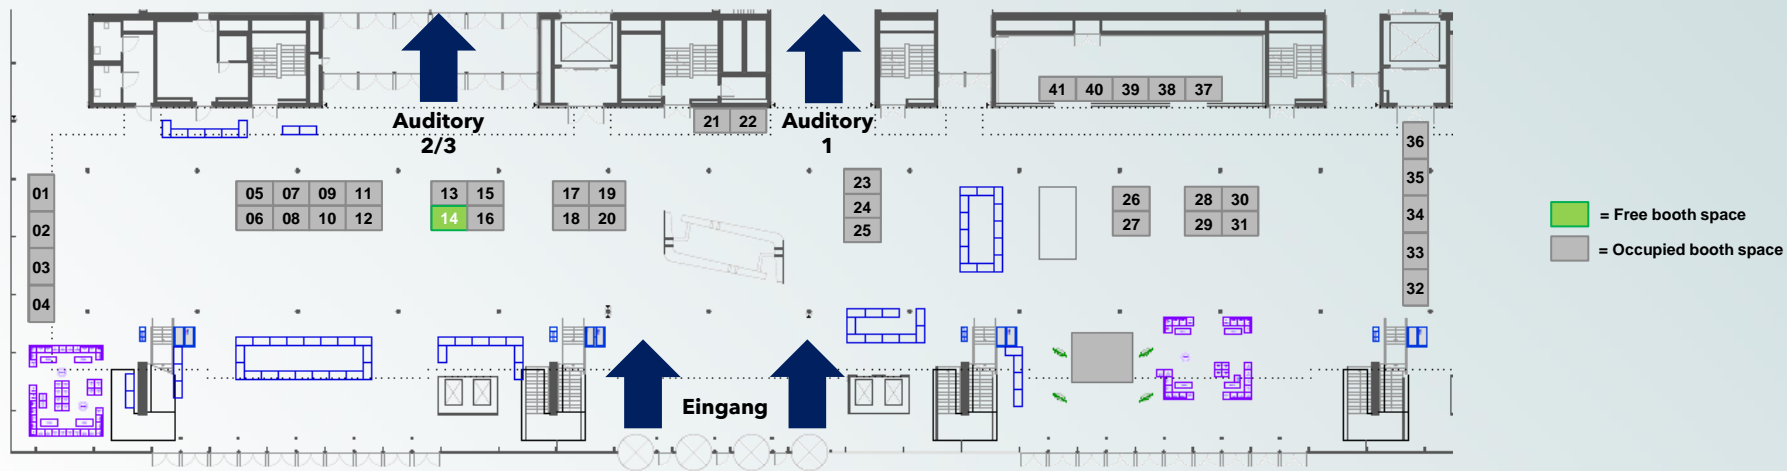 41 40 39 38 37
Auditory
2/3
21 22
Auditory
1
36
35
34
33
32
01
02
03
04
05 07 09 11
06 08 10 12
13 15
14 16
17 19
18 20
23
24
25
26
27
28 30
29 31
= Free booth space
= Occupied booth space
Eingang